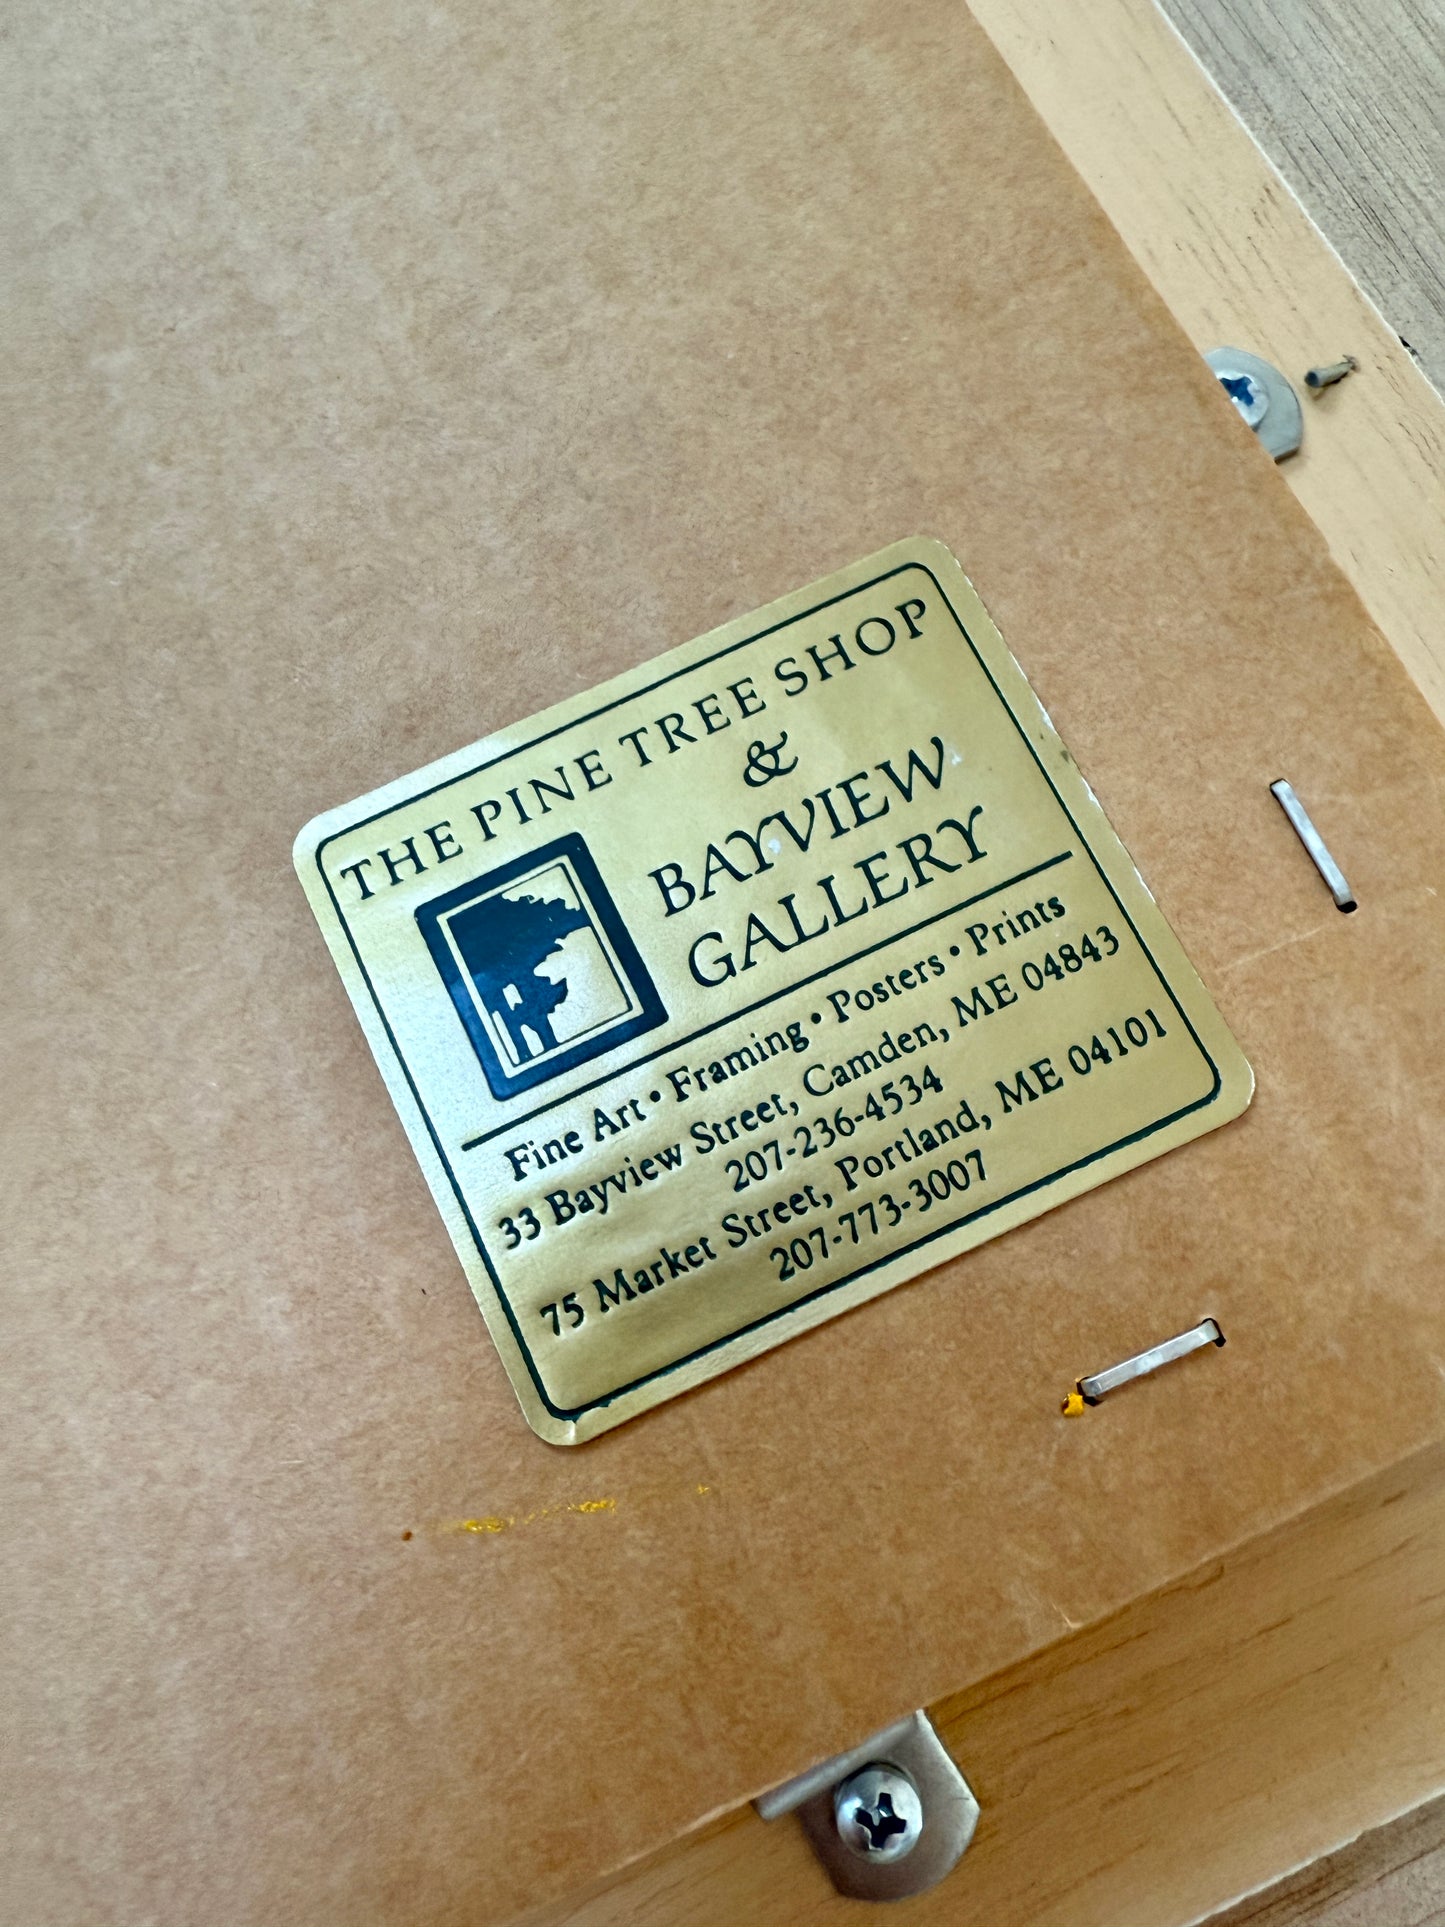 THE PINE TREE SHOP
&
BAYVIEW
GALLERY
Fine Art • Framing • Posters • Prints
33 Bayview Street, Camden, ME 04843
207-236-4534
75 Market Street, Portland, ME 04101
207-773-3007